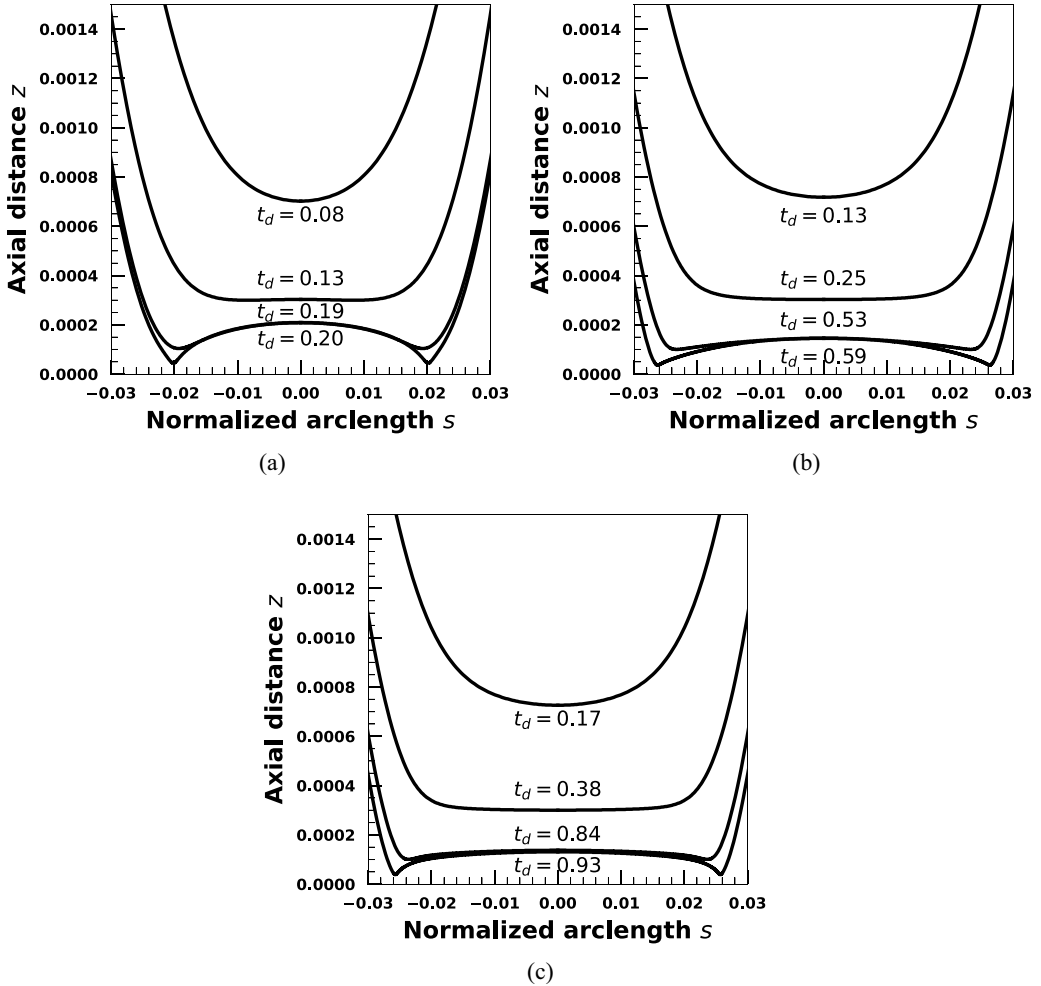 0.0014
0.0012
0.0010
0.0008
0.0006
0.0004
0.0002
0.0000
Axial distance z
t_d = 0.08
t_d = 0.13
t_d = 0.19
t_d = 0.20
−0.03 −0.02 −0.01 0.00 0.01 0.02 0.03
Normalized arclength s
(a)
0.0014
0.0012
0.0010
0.0008
0.0006
0.0004
0.0002
0.0000
Axial distance z
t_d = 0.13
t_d = 0.25
t_d = 0.53
t_d = 0.59
−0.03 −0.02 −0.01 0.00 0.01 0.02 0.03
Normalized arclength s
(b)
0.0014
0.0012
0.0010
0.0008
0.0006
0.0004
0.0002
0.0000
Axial distance z
t_d = 0.17
t_d = 0.38
t_d = 0.84
t_d = 0.93
−0.03 −0.02 −0.01 0.00 0.01 0.02 0.03
Normalized arclength s
(c)